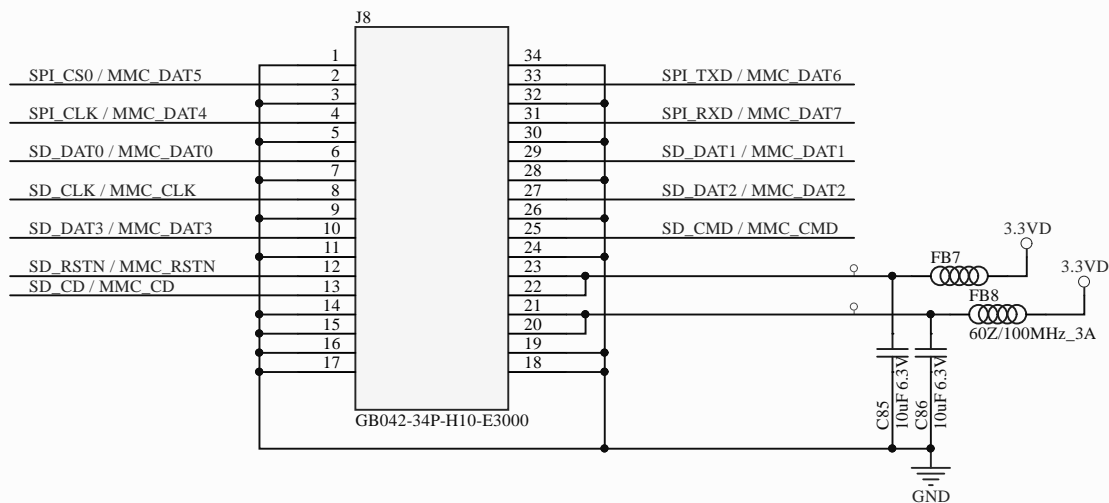 J8
1
34
SPI_CS0 / MMC_DAT5
2
33
SPI_TXD / MMC_DAT6
3
32
SPI_CLK / MMC_DAT4
4
31
SPI_RXD / MMC_DAT7
5
30
SD_DAT0 / MMC_DAT0
6
29
SD_DAT1 / MMC_DAT1
7
28
SD_CLK / MMC_CLK
8
27
SD_DAT2 / MMC_DAT2
9
26
SD_DAT3 / MMC_DAT3
10
25
SD_CMD / MMC_CMD
11
24
3.3VD
SD_RSTN / MMC_RSTN
12
23
FB7
3.3VD
SD_CD / MMC_CD
13
22
FB8
14
21
15
20
60Z/100MHz_3A
16
19
17
18
C85
10uF 6.3V
C86
10uF 6.3V
GB042-34P-H10-E3000
GND